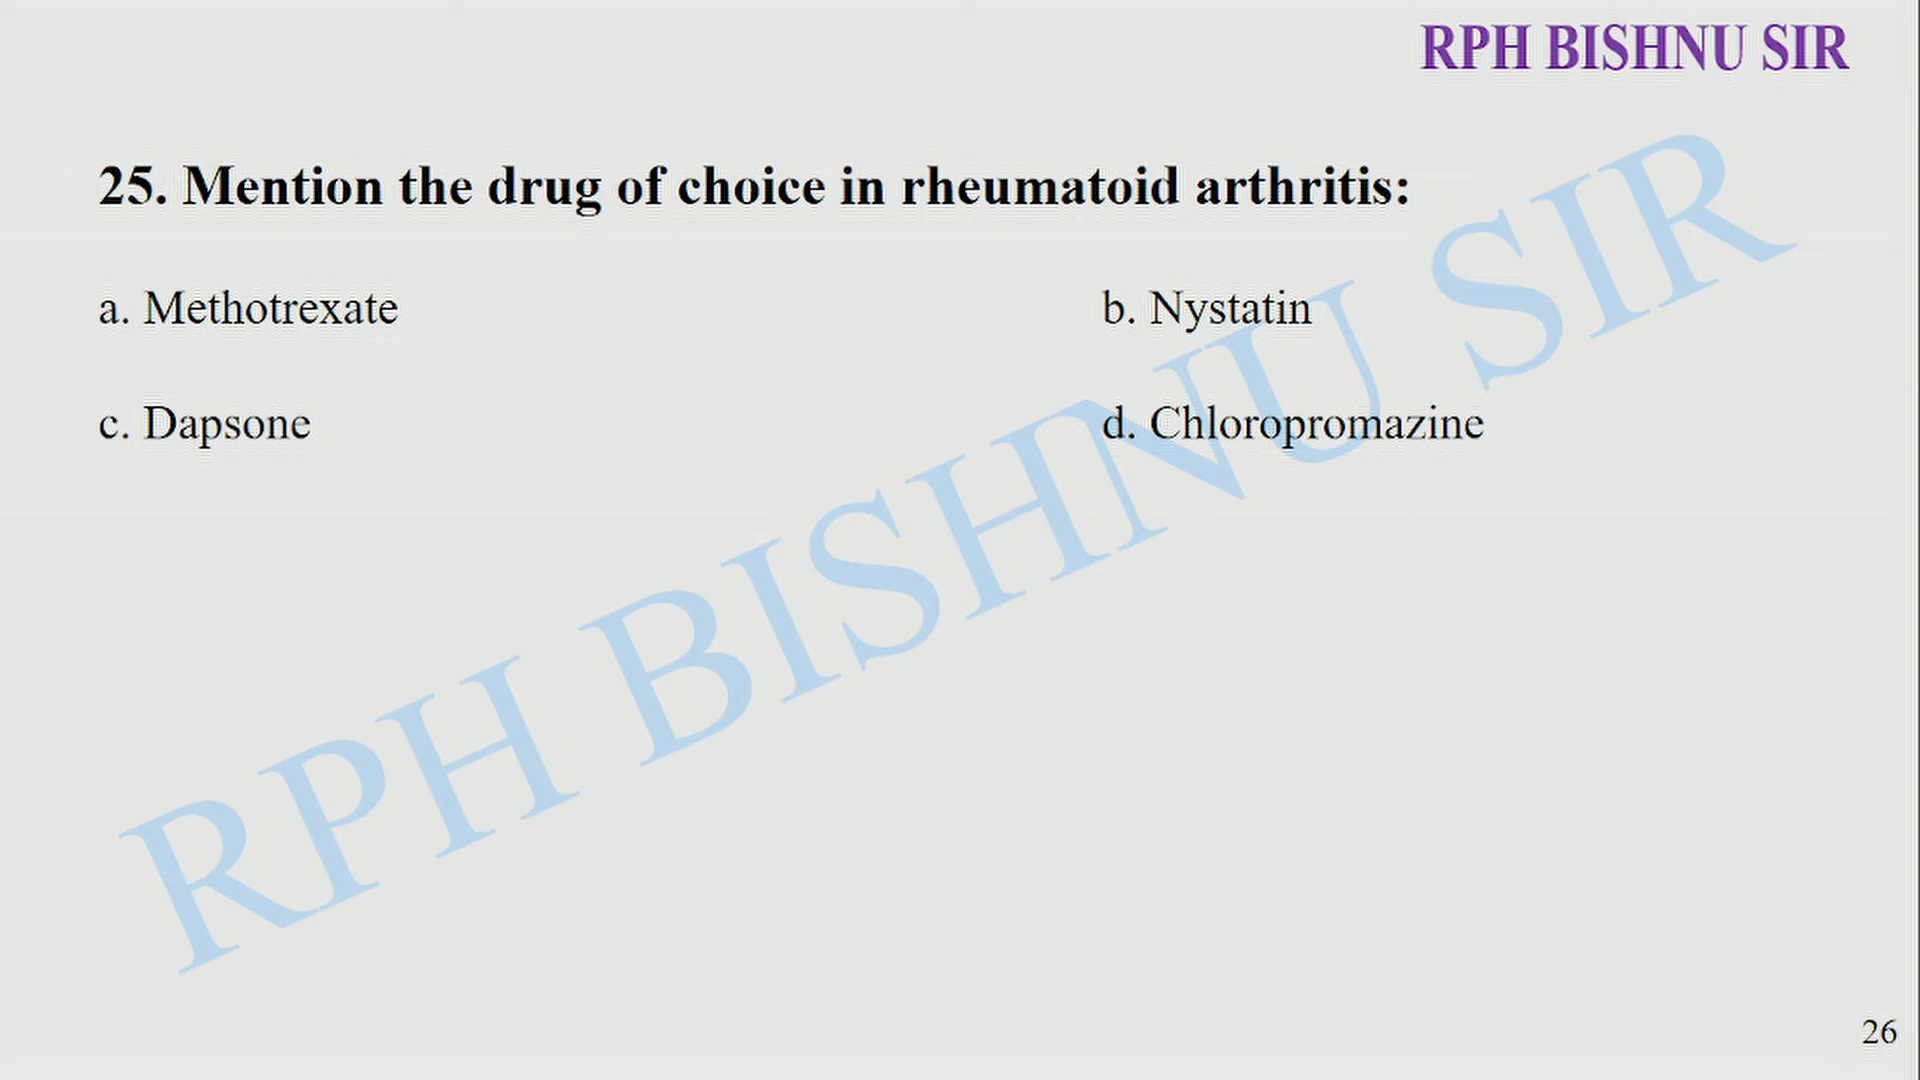 RPH BISHNU SIR
25. Mention the drug of choice in rheumatoid arthritis:
a. Methotrexate
b. Nystatin
c. Dapsone
d. Chloropromazine
RPH BISHNU SIR
26